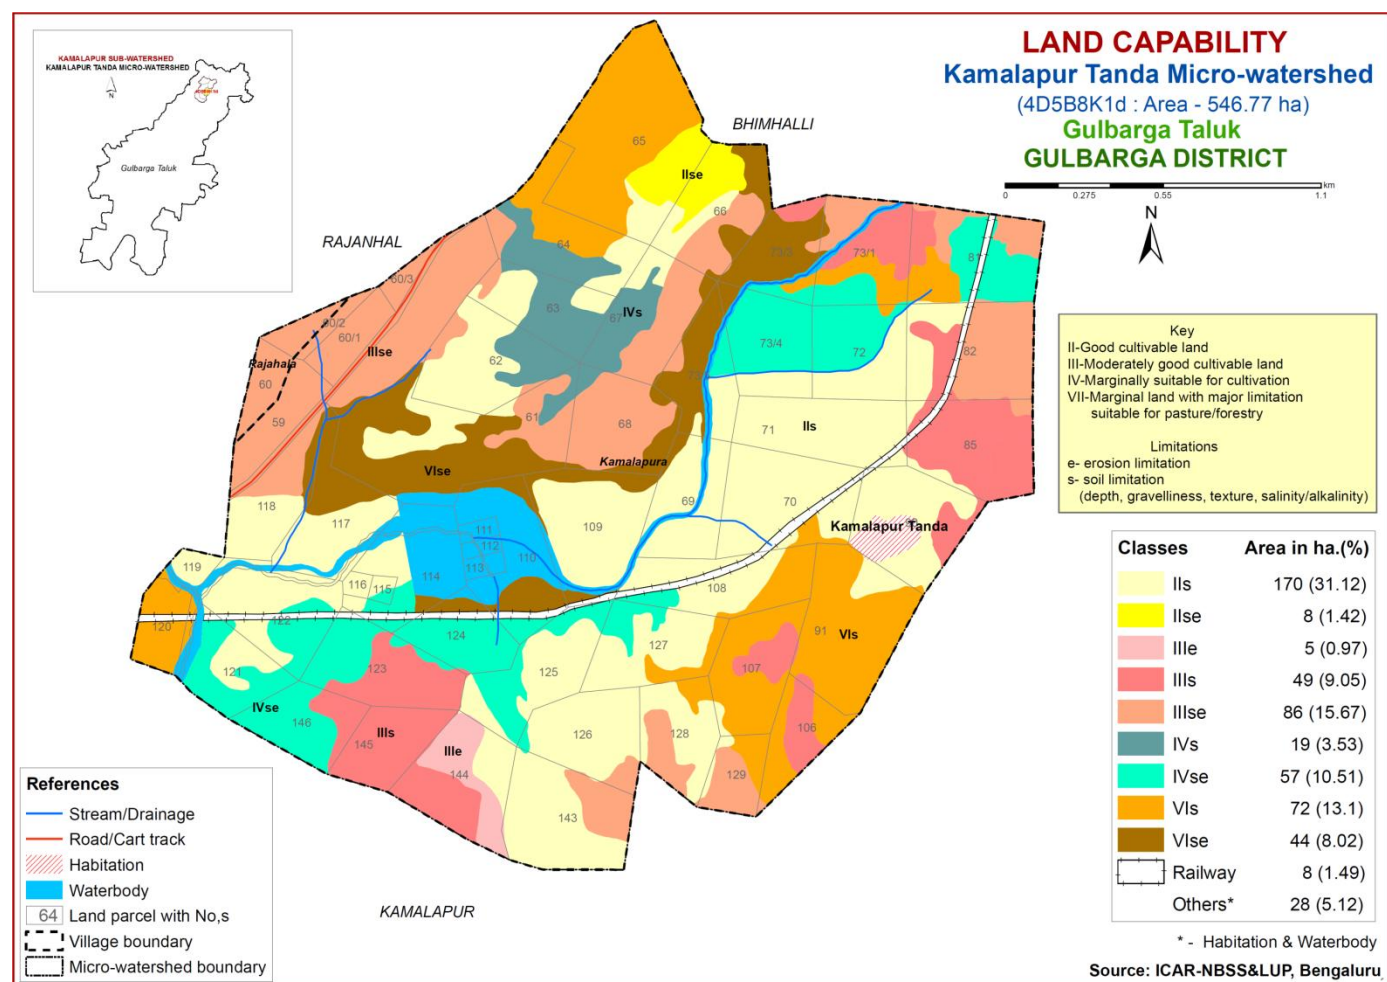 KAMALAPUR SUB-WATERSHED
KAMALAPUR TANDA MICRO-WATERSHED
N
Gulbarga Taluk
LAND CAPABILITY
Kamalapur Tanda Micro-watershed
(4D5B8K1d : Area - 546.77 ha)
Gulbarga Taluk
GULBARGA DISTRICT
km
0 0.275 0.55 1.1
N
BHIMHALLI
RAJANHAL
KAMALAPUR
65
IIse
66
64
60/3
73/3
73/1
81
63
67
IVs
60/2
60/1
IIIse
62
73/4
72
82
Rajahala
60
59
61
68
71
IIs
85
Kamalapura
VIse
118
117
109
69
70
Kamalapur Tanda
111
112
113
110
114
119
116
115
108
120
122
124
127
91
VIs
121
123
125
107
IVse
146
IIIs
145
IIIe
144
126
128
106
129
143
Key
II-Good cultivable land
III-Moderately good cultivable land
IV-Marginally suitable for cultivation
VII-Marginal land with major limitation
suitable for pasture/forestry
Limitations
e- erosion limitation
s- soil limitation
(depth, gravelliness, texture, salinity/alkalinity)
Classes Area in ha.(%)
IIs 170 (31.12)
IIse 8 (1.42)
IIIe 5 (0.97)
IIIs 49 (9.05)
IIIse 86 (15.67)
IVs 19 (3.53)
IVse 57 (10.51)
VIs 72 (13.1)
VIse 44 (8.02)
Railway 8 (1.49)
Others* 28 (5.12)
* - Habitation & Waterbody
Source: ICAR-NBSS&LUP, Bengaluru
References
Stream/Drainage
Road/Cart track
Habitation
Waterbody
64 Land parcel with No,s
Village boundary
Micro-watershed boundary